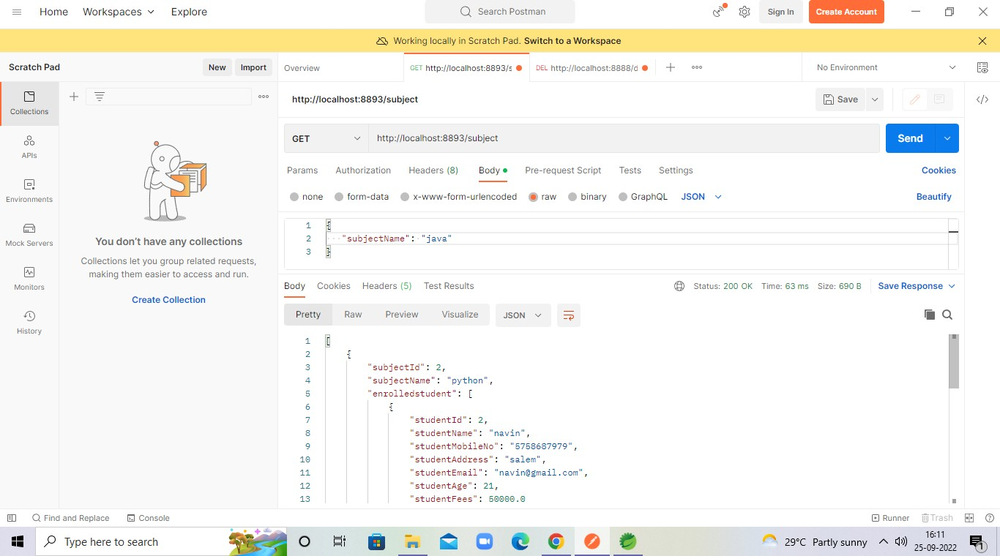 Home Workspaces Explore Search Postman Sign In Create Account
Working locally in Scratch Pad. Switch to a Workspace
Scratch Pad New Import
Overview GET http://localhost:8893/s DEL http://localhost:8888/d No Environment
Collections
APIs
Environments
Mock Servers
Monitors
History
You don't have any collections
Collections let you group related requests,
making them easier to access and run.
Create Collection
http://localhost:8893/subject Save
GET http://localhost:8893/subject Send
Params Authorization Headers (8) Body Pre-request Script Tests Settings Cookies
none form-data x-www-form-urlencoded raw binary GraphQL JSON Beautify
1 {
2 "subjectName": "java"
3 }
Body Cookies Headers (5) Test Results Status: 200 OK Time: 63 ms Size: 690 B Save Response
Pretty Raw Preview Visualize JSON
1 [
2 {
3 "subjectId": 2,
4 "subjectName": "python",
5 "enrolledstudent": [
6 {
7 "studentId": 2,
8 "studentName": "navin",
9 "studentMobileNo": "5758687979",
10 "studentAddress": "salem",
11 "studentEmail": "navin@gmail.com",
12 "studentAge": 21,
13 "studentFees": 50000.0
Find and Replace Console Runner Trash
Type here to search 29°C Partly sunny 16:11
25-09-2022 1